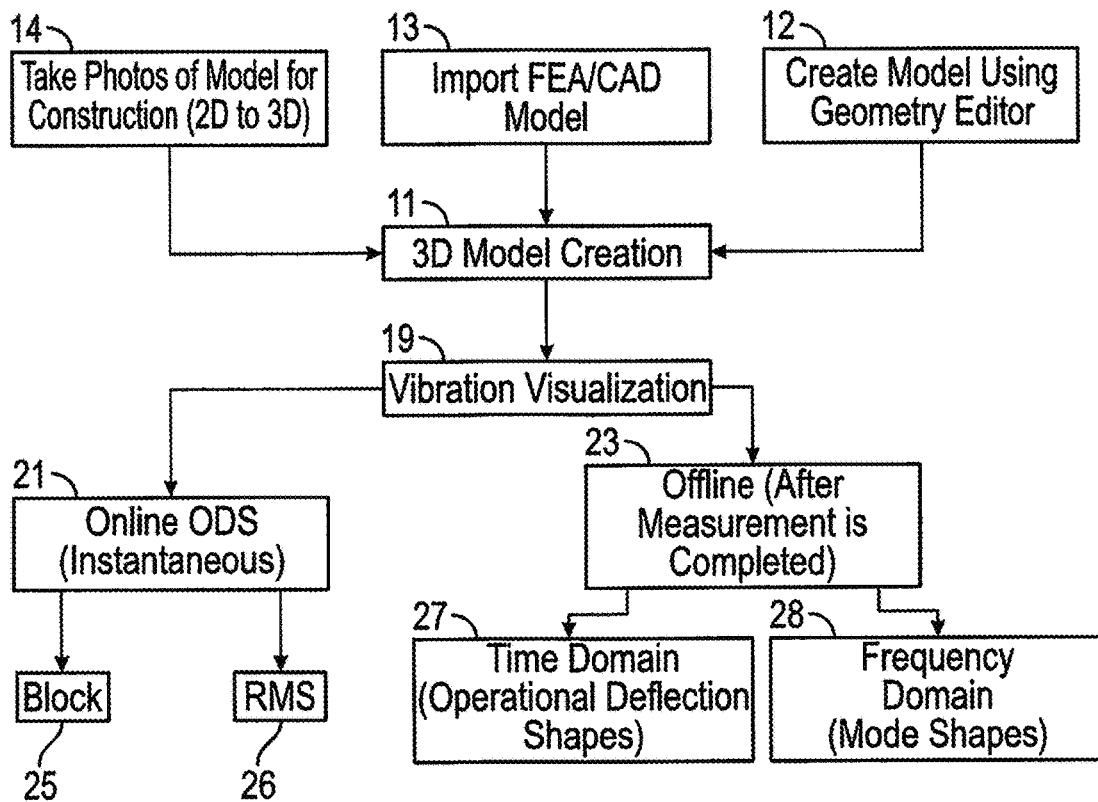 14
Take Photos of Model for
Construction (2D to 3D)
13
Import FEA/CAD
Model
12
Create Model Using
Geometry Editor
11
3D Model Creation
19
Vibration Visualization
21
Online ODS
(Instantaneous)
23
Offline (After
Measurement is
Completed)
Block
25
RMS
26
27
Time Domain
(Operational Deflection
Shapes)
28
Frequency
Domain
(Mode Shapes)